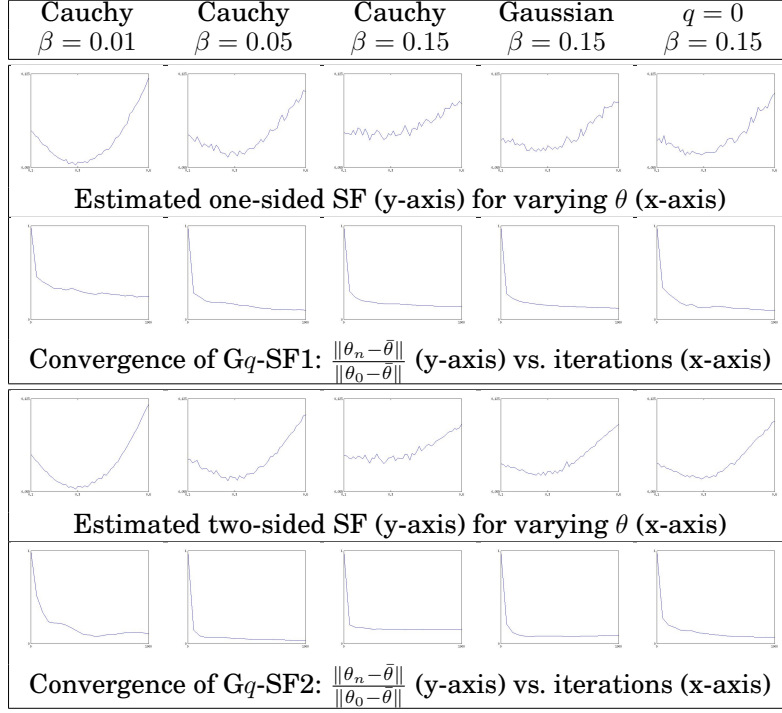 Cauchy Cauchy Cauchy Gaussian q = 0
β = 0.01 β = 0.05 β = 0.15 β = 0.15 β = 0.15
Estimated one-sided SF (y-axis) for varying θ (x-axis)
Convergence of Gq-SF1: ‖θn−θ̄‖/‖θ0−θ̄‖ (y-axis) vs. iterations (x-axis)
Estimated two-sided SF (y-axis) for varying θ (x-axis)
Convergence of Gq-SF2: ‖θn−θ̄‖/‖θ0−θ̄‖ (y-axis) vs. iterations (x-axis)